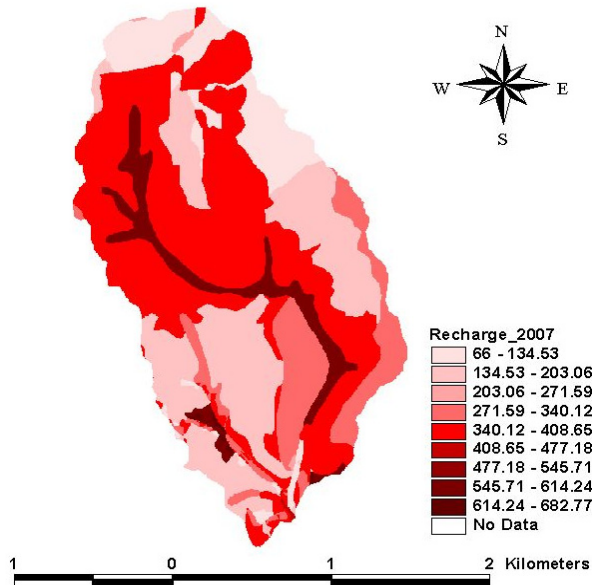 N
W E
S
Recharge_2007
66 - 134.53
134.53 - 203.06
203.06 - 271.59
271.59 - 340.12
340.12 - 408.65
408.65 - 477.18
477.18 - 545.71
545.71 - 614.24
614.24 - 682.77
No Data
1 0 1 2 Kilometers